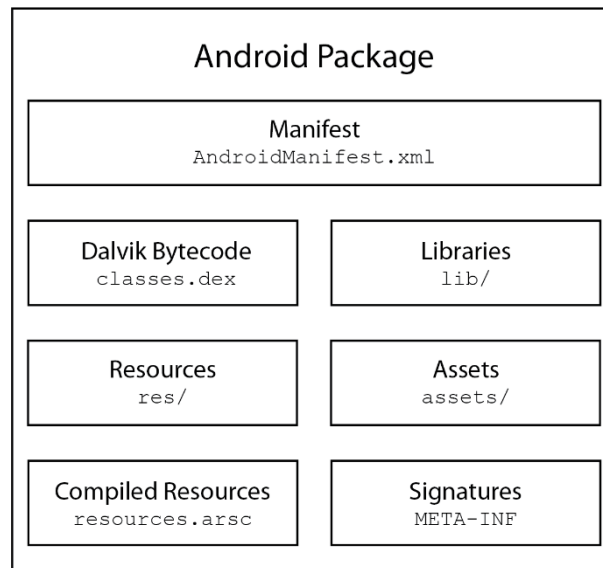 Android Package
Manifest
AndroidManifest.xml
Dalvik Bytecode
classes.dex
Libraries
lib/
Resources
res/
Assets
assets/
Compiled Resources
resources.arsc
Signatures
META-INF